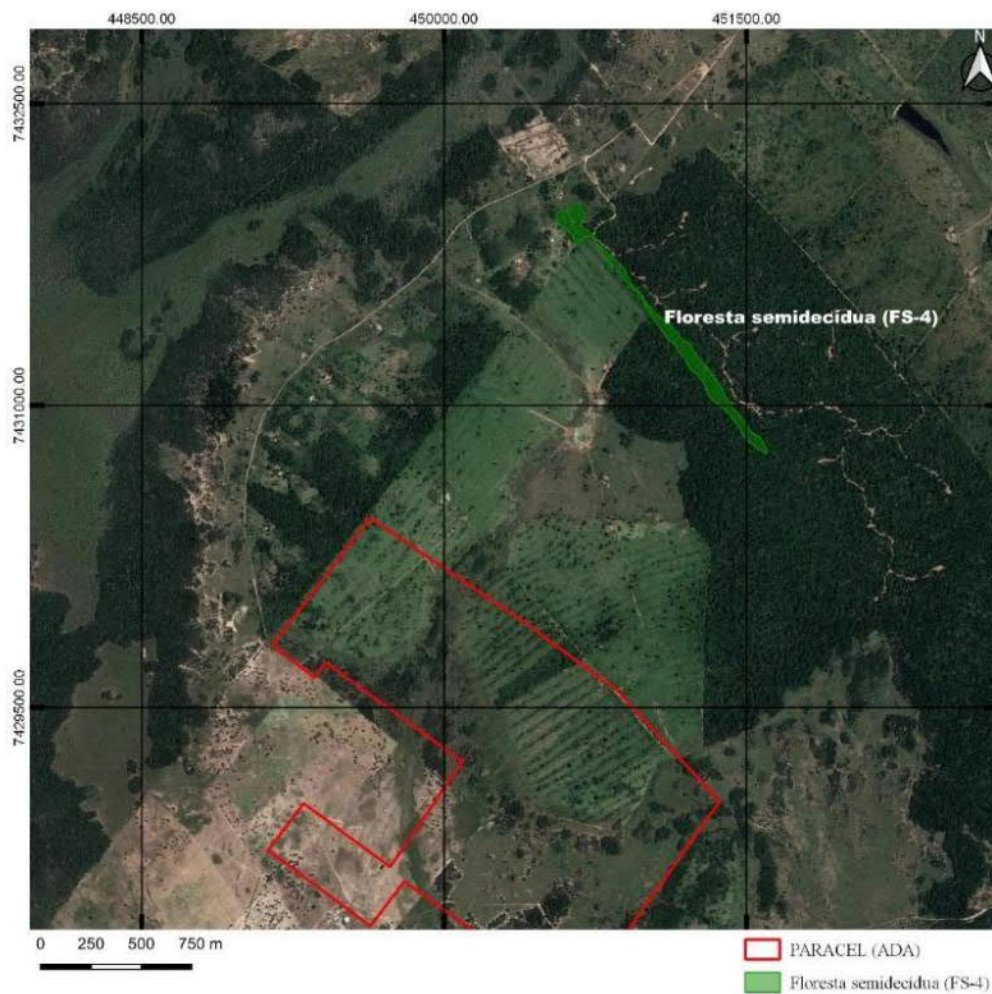 448500.00 450000.00 451500.00
N
7432500.00
Floresta semidecídua (FS-4)
7431000.00
7429500.00
0 250 500 750 m
PARACEL (ADA)
Floresta semidecídua (FS-4)